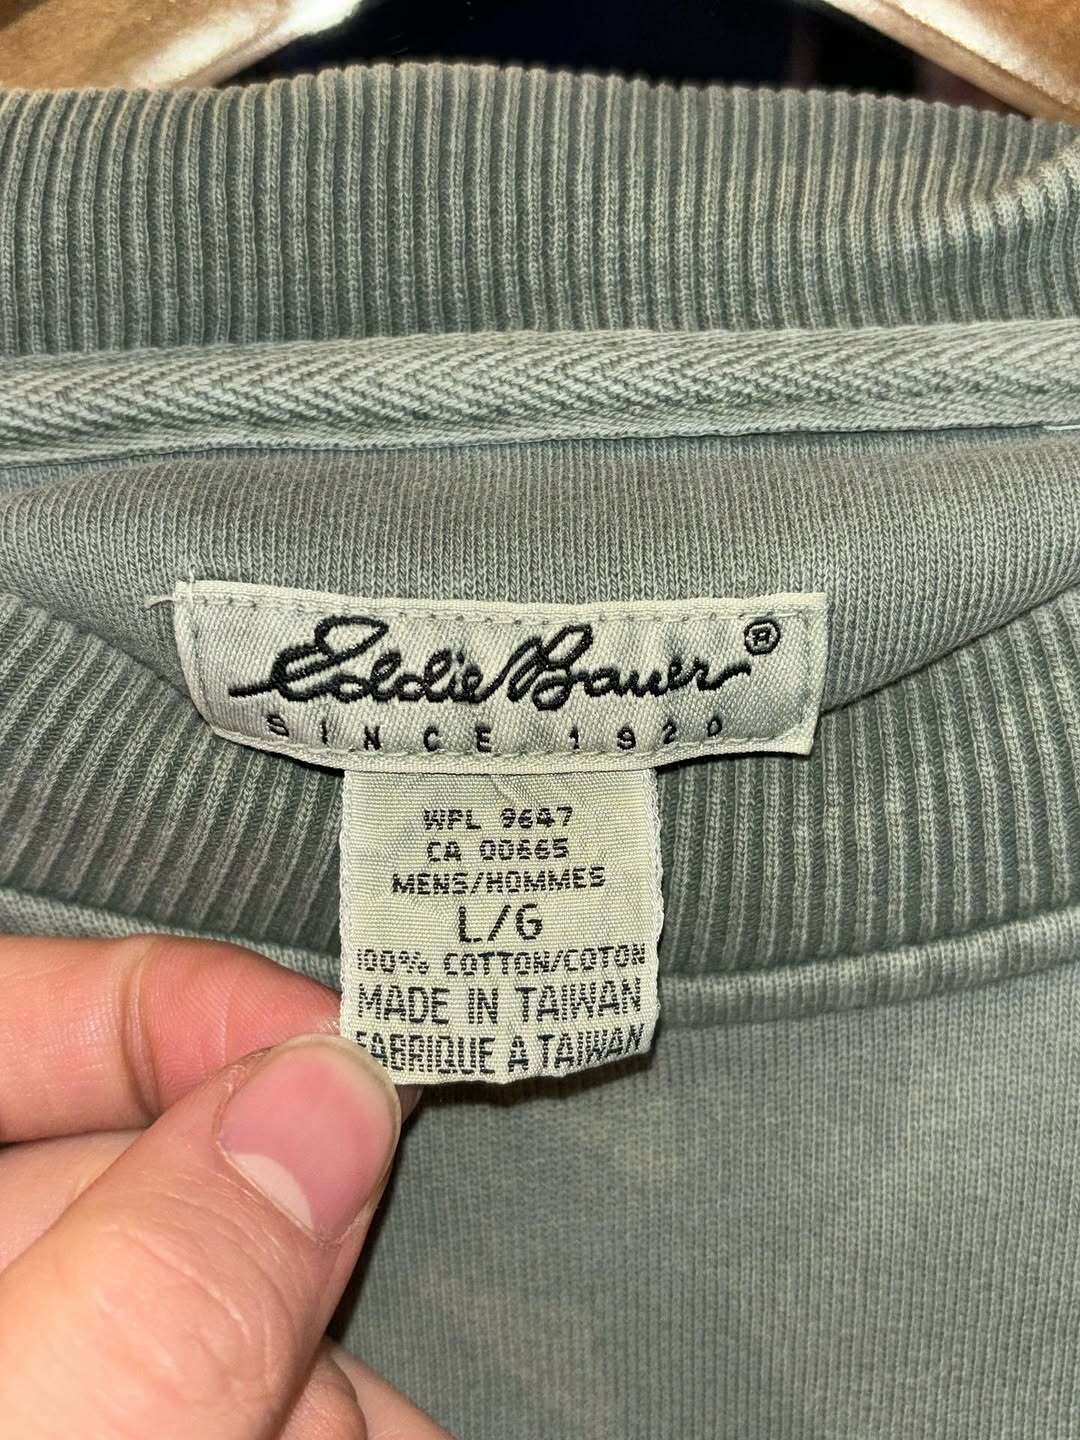 Eddie Bauer®
SINCE 1920
WPL 9647
CA 00665
MENS/HOMMES
L/G
100% COTTON/COTON
MADE IN TAIWAN
FABRIQUE A TAIWAN